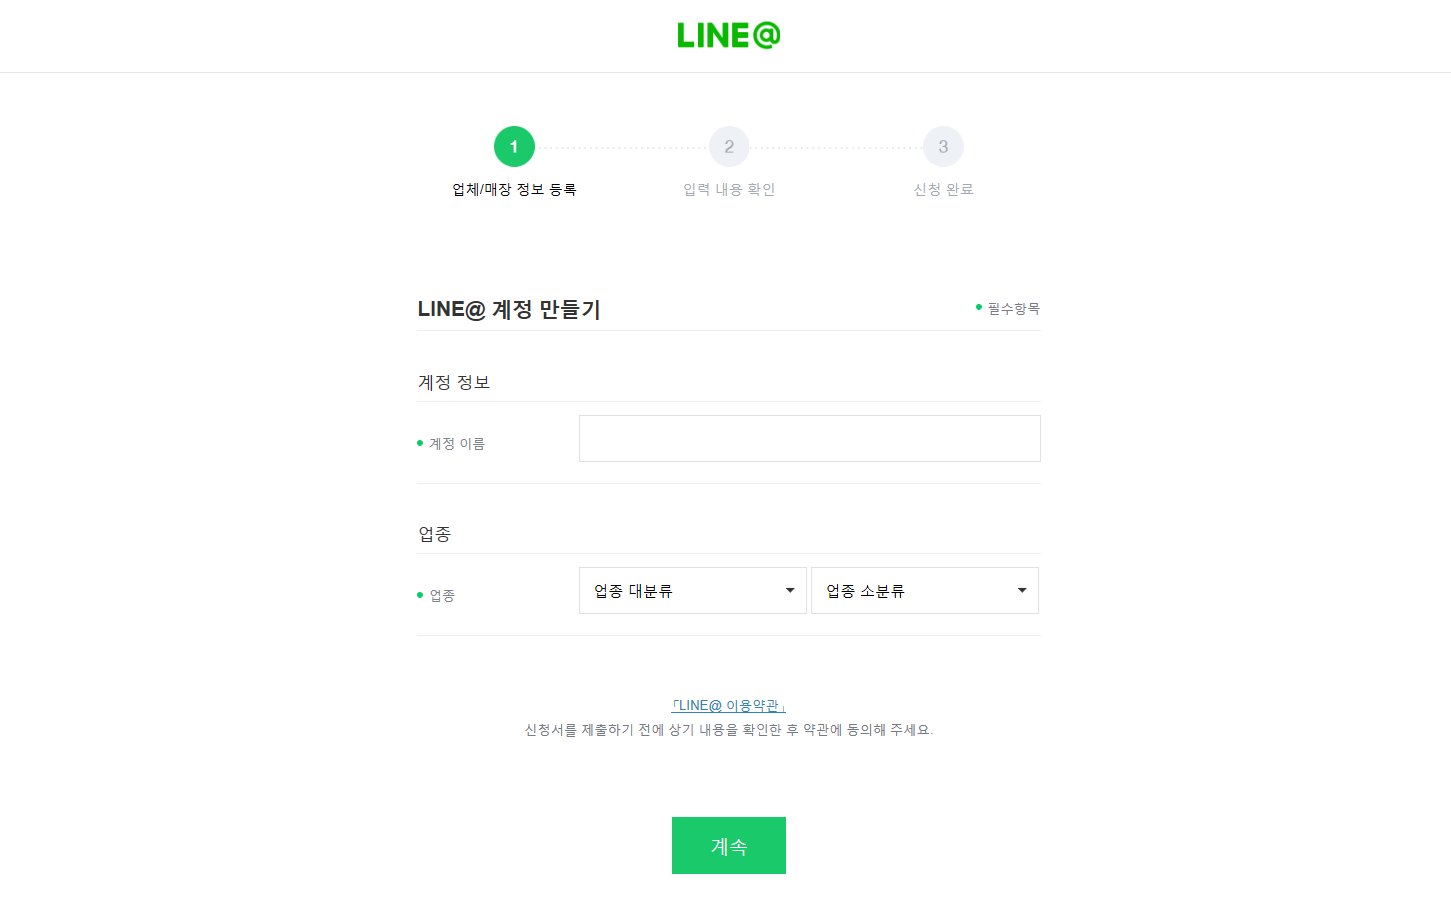 LINE@
1 2 3
업체/매장 정보 등록 입력 내용 확인 신청 완료
LINE@ 계정 만들기 필수항목
계정 정보
계정 이름
업종
업종 업종 대분류 업종 소분류
「LINE@ 이용약관」
신청서를 제출하기 전에 상기 내용을 확인한 후 약관에 동의해 주세요.
계속